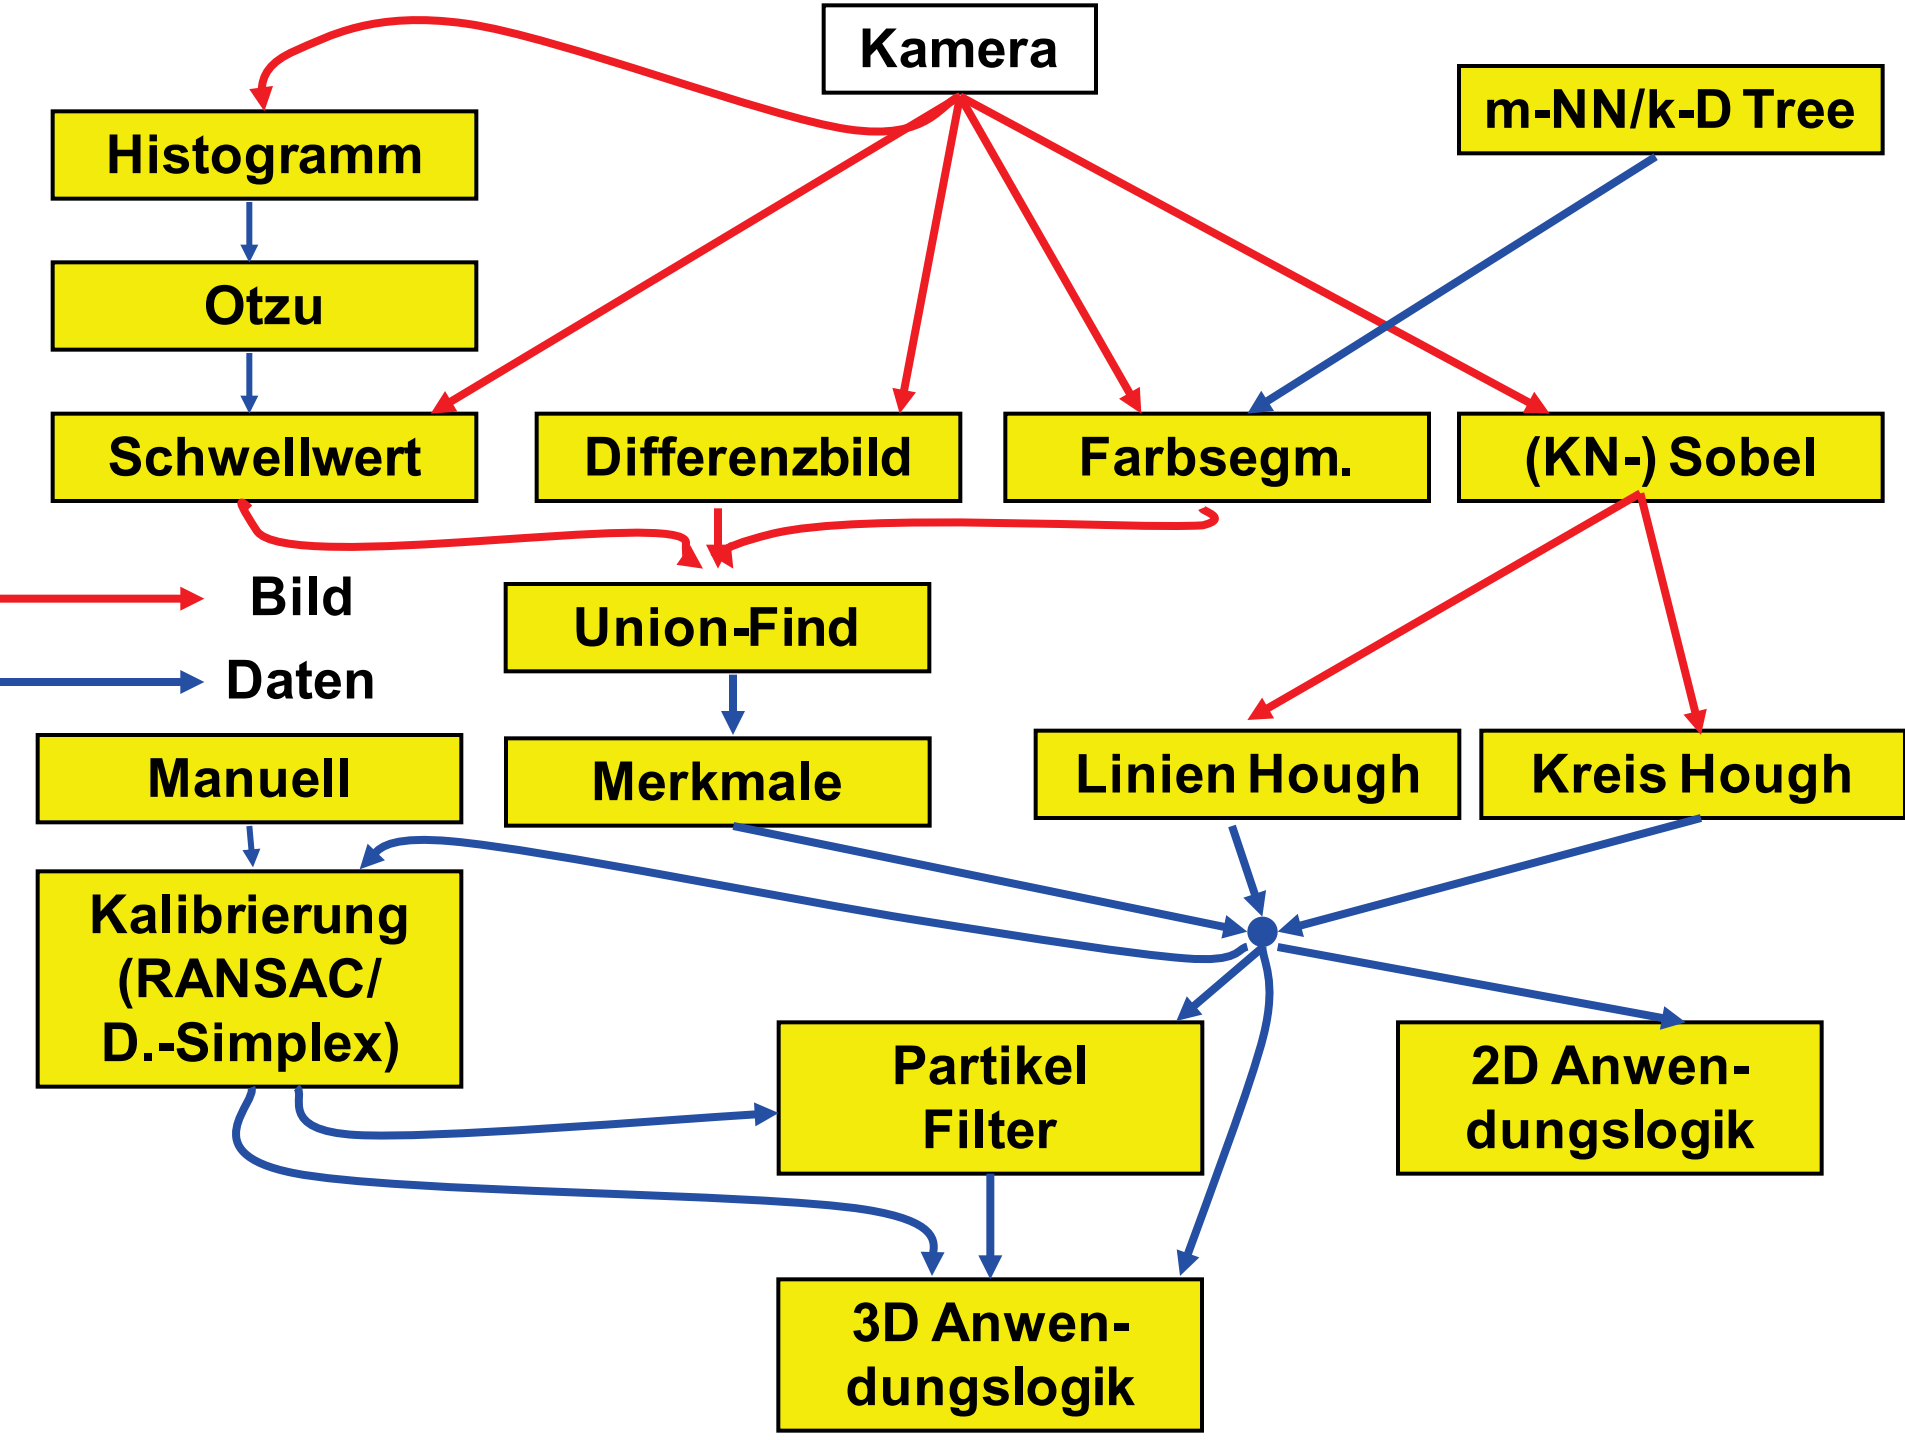 Kamera
m-NN/k-D Tree
Histogramm
Otzu
Schwellwert
Differenzbild
Farbsegm.
(KN-) Sobel
Bild
Union-Find
Daten
Manuell
Merkmale
Linien Hough
Kreis Hough
Kalibrierung
(RANSAC/
D.-Simplex)
Partikel
Filter
2D Anwen-
dungslogik
3D Anwen-
dungslogik